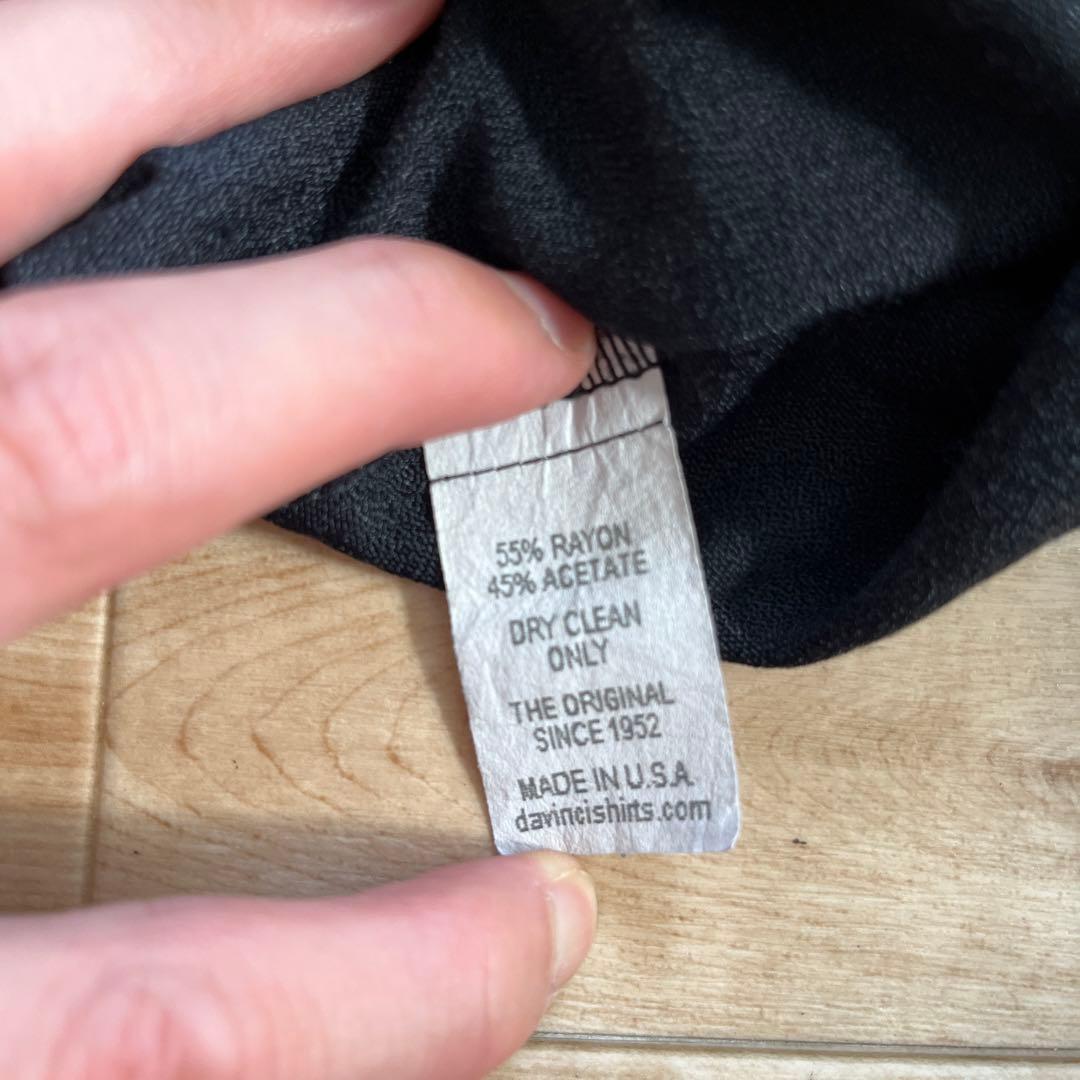 55% RAYON
45% ACETATE
DRY CLEAN
ONLY
THE ORIGINAL
SINCE 1952
MADE IN U.S.A.
davincishirts.com